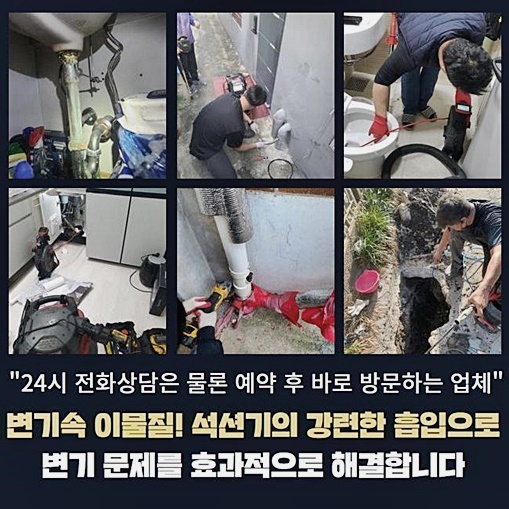 "24시 전화상담은 물론 예약 후 바로 방문하는 업체"
변기속 이물질! 석션기의 강련한 흡입으로
변기 문제를 효과적으로 해결합니다